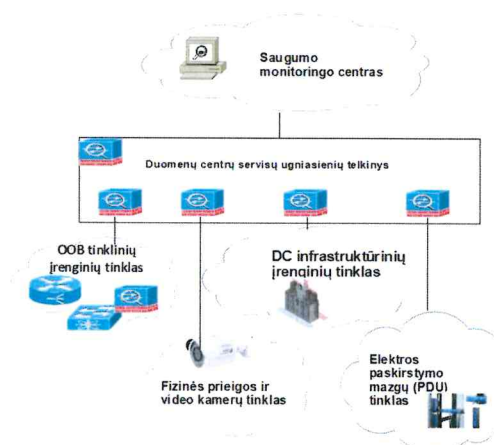 Saugumo
monitoringo centras
Duomenų centrų servisų ugniasienių telkinys
OOB tinklinių
įrenginių tinklas
DC infrastruktūrinių
įrenginių tinklas
Fizinės prieigos ir
video kamerų tinklas
Elektros
paskirstymo
mazgų (PDU)
tinklas